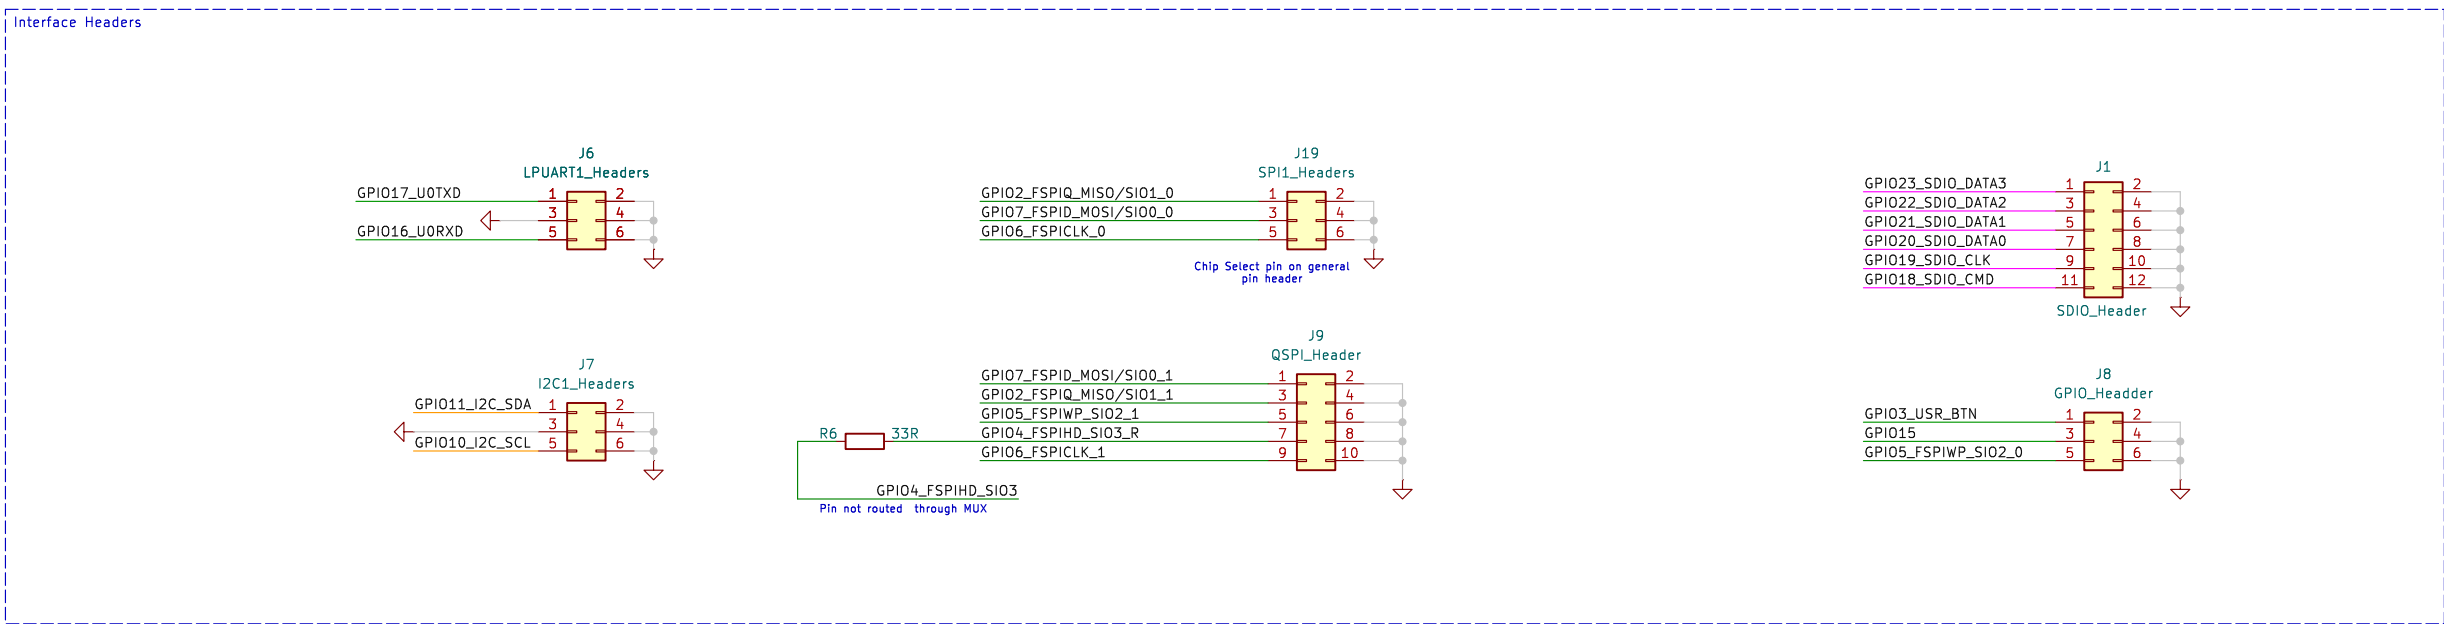 Interface Headers
J6
LPUART1_Headers
GPIO17_U0TXD
GPIO16_U0RXD
1 2
3 4
5 6
J19
SPI1_Headers
GPIO2_FSPIQ_MISO/SIO1_0
GPIO7_FSPID_MOSI/SIO0_0
GPIO6_FSPICLK_0
1 2
3 4
5 6
Chip Select pin on general
pin header
J1
GPIO23_SDIO_DATA3
GPIO22_SDIO_DATA2
GPIO21_SDIO_DATA1
GPIO20_SDIO_DATA0
GPIO19_SDIO_CLK
GPIO18_SDIO_CMD
1 2
3 4
5 6
7 8
9 10
11 12
SDIO_Header
J7
I2C1_Headers
GPIO11_I2C_SDA
GPIO10_I2C_SCL
1 2
3 4
5 6
J9
QSPI_Header
GPIO7_FSPID_MOSI/SIO0_1
GPIO2_FSPIQ_MISO/SIO1_1
GPIO5_FSPIWP_SIO2_1
GPIO4_FSPIHD_SIO3_R
GPIO6_FSPICLK_1
1 2
3 4
5 6
7 8
9 10
R6 33R
GPIO4_FSPIHD_SIO3
Pin not routed  through MUX
J8
GPIO_Headder
GPIO3_USR_BTN
GPIO15
GPIO5_FSPIWP_SIO2_0
1 2
3 4
5 6